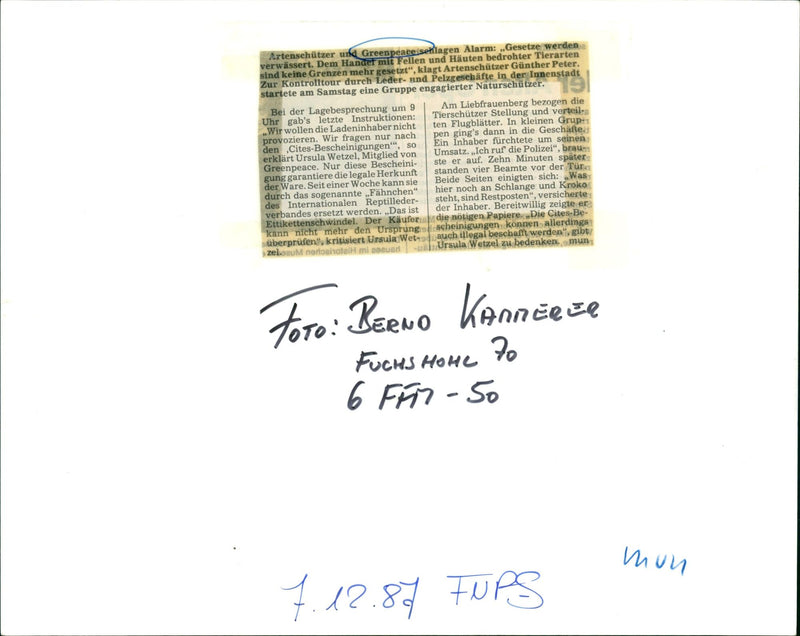 Artenschützer und Greenpeace schlagen Alarm: „Gesetze werden
verwässert. Dem Handel mit Fellen und Häuten bedrohter Tierarten
sind keine Grenzen mehr gesetzt“, klagt Artenschützer Günther Peter.
Zur Kontrolltour durch Leder- und Pelzgeschäfte in der Innenstadt
startete am Samstag eine Gruppe engagierter Naturschützer.
Bei der Lagebesprechung um 9
Uhr gab's letzte Instruktionen:
„Wir wollen die Ladeninhaber nicht
provozieren. Wir fragen nur nach
den ‚Cites-Bescheinigungen‘“, so
erklärt Ursula Wetzel, Mitglied von
Greenpeace. Nur diese Bescheini-
gung garantiere die legale Herkunft
der Ware. Seit einer Woche kann sie
durch das sogenannte „Fähnchen“
des Internationalen Reptilleder-
verbandes ersetzt werden. „Das ist
Ettikettenschwindel. Der Käufer
kann nicht mehr den Ursprung
überprüfen“, kritisiert Ursula Wet-
zel.
Am Liebfrauenberg bezogen die
Tierschützer Stellung und verteil-
ten Flugblätter. In kleinen Grup-
pen ging's dann in die Geschäfte.
Ein Inhaber fürchtete um seinen
Umsatz. „Ich ruf' die Polizei“, brau-
ste er auf. Zehn Minuten später
standen vier Beamte vor der Tür.
Beide Seiten einigten sich: „Was
hier noch an Schlange und Kroko
steht, sind Restposten“, versicherte
der Inhaber. Bereitwillig zeigte er
die nötigen Papiere. „Die Cites-Be-
scheinigungen können allerdings
auch illegal beschafft werden“, gibt
Ursula Wetzel zu bedenken. mun
Foto: Bernd Kammerer
Fuchshohl 70
6 FFM - 50
mun
7.12.87 FNPS